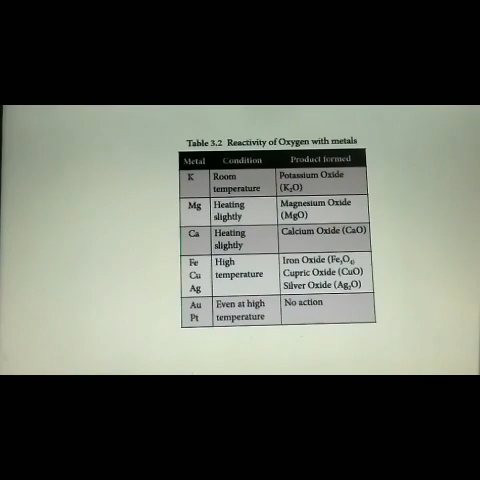 Table 3.2 Reactivity of Oxygen with metals
Metal Condition Product formed
K Room temperature Potassium Oxide (K₂O)
Mg Heating slightly Magnesium Oxide (MgO)
Ca Heating slightly Calcium Oxide (CaO)
Fe High temperature Iron Oxide (Fe₃O₄)
Cu Cupric Oxide (CuO)
Ag Silver Oxide (Ag₂O)
Au Even at high temperature No action
Pt